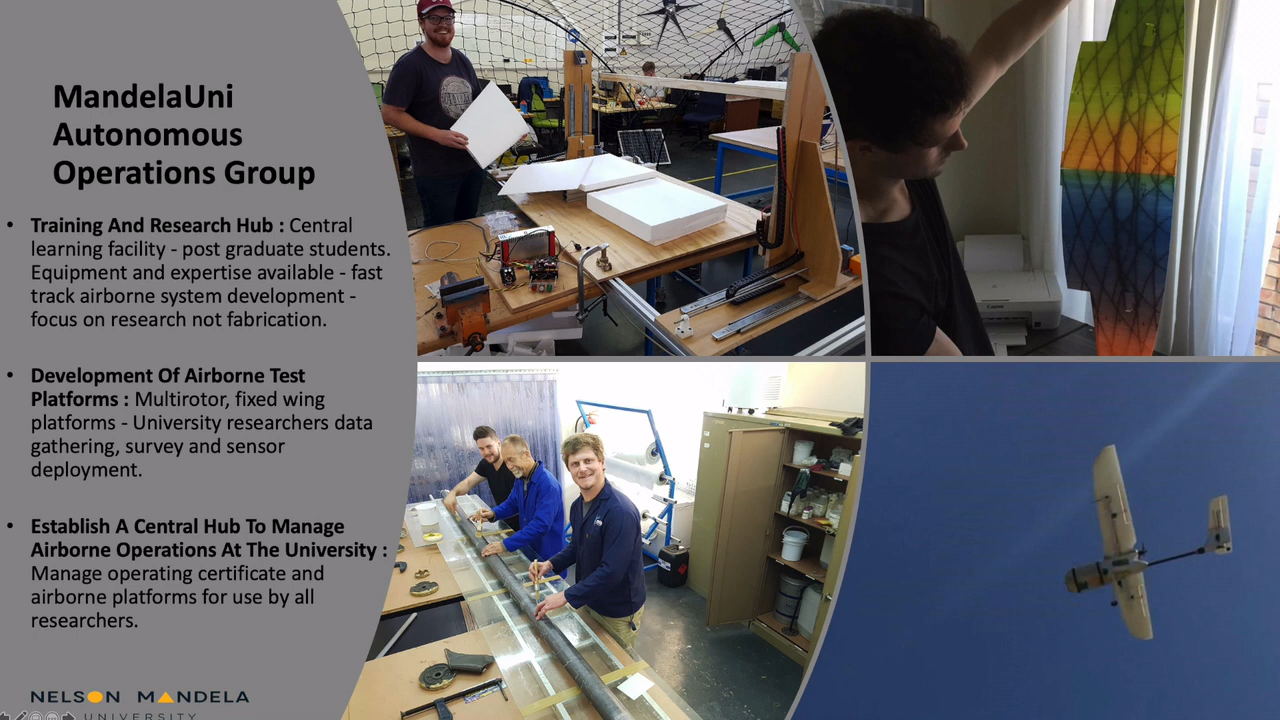 MandelaUni
Autonomous
Operations Group
• Training And Research Hub : Central
learning facility - post graduate students.
Equipment and expertise available - fast
track airborne system development -
focus on research not fabrication.
• Development Of Airborne Test
Platforms : Multirotor, fixed wing
platforms - University researchers data
gathering, survey and sensor
deployment.
• Establish A Central Hub To Manage
Airborne Operations At The University :
Manage operating certificate and
airborne platforms for use by all
researchers.
NELSON MANDELA
UNIVERSITY
Canon